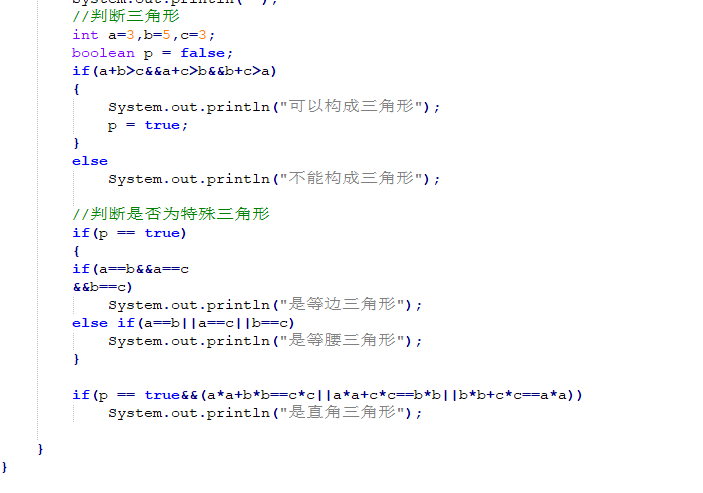 System.out.println(" ");
//判断三角形
int a=3,b=5,c=3;
boolean p = false;
if(a+b>c&&a+c>b&&b+c>a)
{
System.out.println("可以构成三角形");
p = true;
}
else
System.out.println("不能构成三角形");
//判断是否为特殊三角形
if(p == true)
{
if(a==b&&a==c
&&b==c)
System.out.println("是等边三角形");
else if(a==b||a==c||b==c)
System.out.println("是等腰三角形");
}
if(p == true&&(a*a+b*b==c*c||a*a+c*c==b*b||b*b+c*c==a*a))
System.out.println("是直角三角形");
}
}